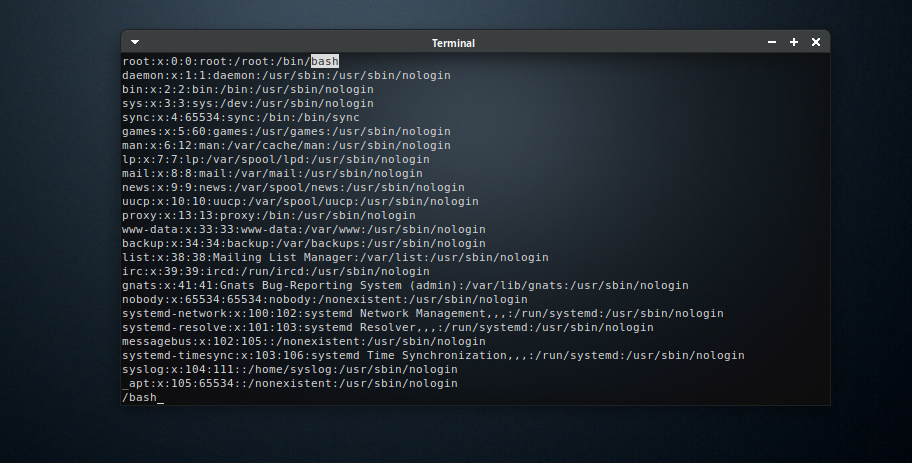 Terminal
root:x:0:0:root:/root:/bin/bash
daemon:x:1:1:daemon:/usr/sbin:/usr/sbin/nologin
bin:x:2:2:bin:/bin:/usr/sbin/nologin
sys:x:3:3:sys:/dev:/usr/sbin/nologin
sync:x:4:65534:sync:/bin:/bin/sync
games:x:5:60:games:/usr/games:/usr/sbin/nologin
man:x:6:12:man:/var/cache/man:/usr/sbin/nologin
lp:x:7:7:lp:/var/spool/lpd:/usr/sbin/nologin
mail:x:8:8:mail:/var/mail:/usr/sbin/nologin
news:x:9:9:news:/var/spool/news:/usr/sbin/nologin
uucp:x:10:10:uucp:/var/spool/uucp:/usr/sbin/nologin
proxy:x:13:13:proxy:/bin:/usr/sbin/nologin
www-data:x:33:33:www-data:/var/www:/usr/sbin/nologin
backup:x:34:34:backup:/var/backups:/usr/sbin/nologin
list:x:38:38:Mailing List Manager:/var/list:/usr/sbin/nologin
irc:x:39:39:ircd:/run/ircd:/usr/sbin/nologin
gnats:x:41:41:Gnats Bug-Reporting System (admin):/var/lib/gnats:/usr/sbin/nologin
nobody:x:65534:65534:nobody:/nonexistent:/usr/sbin/nologin
systemd-network:x:100:102:systemd Network Management,,,:/run/systemd:/usr/sbin/nologin
systemd-resolve:x:101:103:systemd Resolver,,,:/run/systemd:/usr/sbin/nologin
messagebus:x:102:105::/nonexistent:/usr/sbin/nologin
systemd-timesync:x:103:106:systemd Time Synchronization,,,:/run/systemd:/usr/sbin/nologin
syslog:x:104:111::/home/syslog:/usr/sbin/nologin
_apt:x:105:65534::/nonexistent:/usr/sbin/nologin
/bash